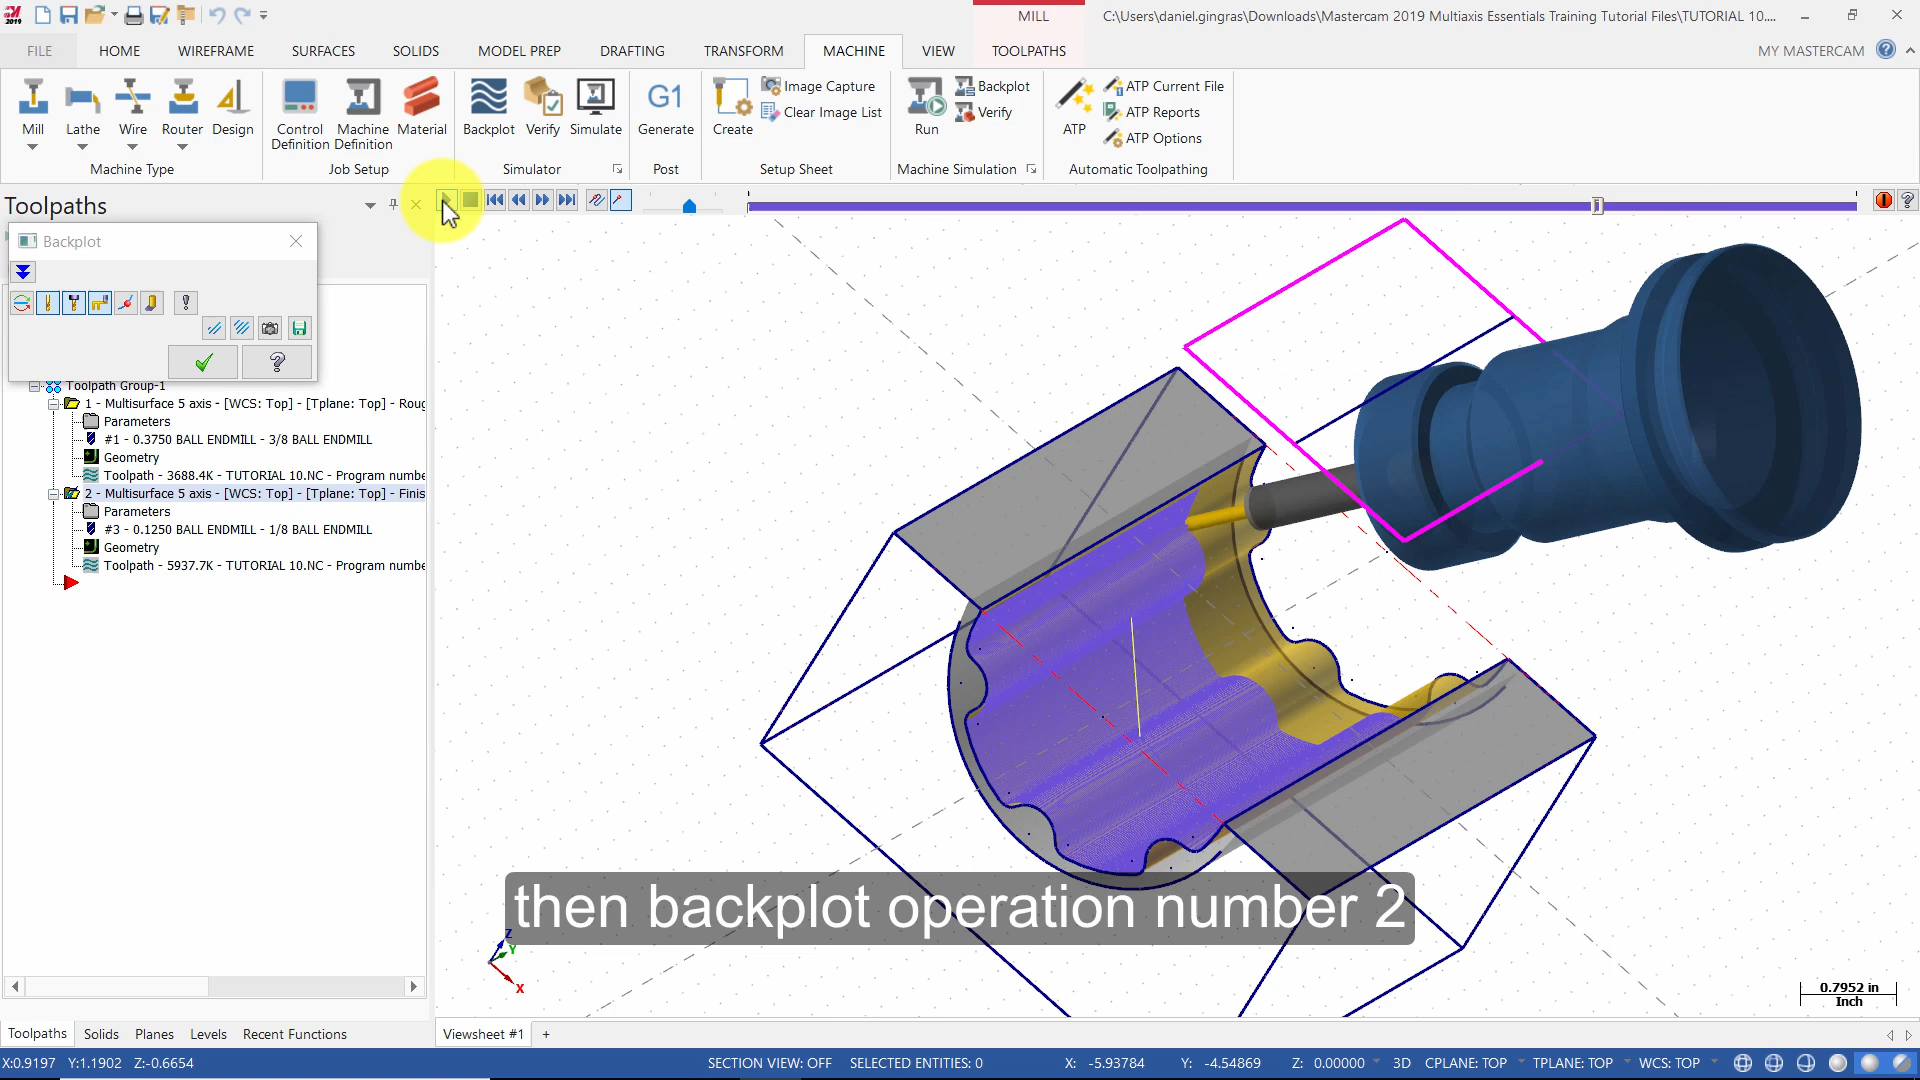 2019
MILL
C:\Users\daniel.gingras\Downloads\Mastercam 2019 Multiaxis Essentials Training Tutorial Files\TUTORIAL 10....
FILE HOME WIREFRAME SURFACES SOLIDS MODEL PREP DRAFTING TRANSFORM MACHINE VIEW TOOLPATHS MY MASTERCAM
Mill Lathe Wire Router Design
Machine Type
Control Definition Machine Definition Material
Job Setup
Backplot Verify Simulate
Simulator
G1
Generate
Post
Create
Image Capture
Clear Image List
Setup Sheet
Run
Backplot
Verify
Machine Simulation
ATP
ATP Current File
ATP Reports
ATP Options
Automatic Toolpathing
Toolpaths
Backplot
Toolpath Group-1
1 - Multisurface 5 axis - [WCS: Top] - [Tplane: Top] - Roug
Parameters
#1 - 0.3750 BALL ENDMILL - 3/8 BALL ENDMILL
Geometry
Toolpath - 3688.4K - TUTORIAL 10.NC - Program numbe
2 - Multisurface 5 axis - [WCS: Top] - [Tplane: Top] - Finis
Parameters
#3 - 0.1250 BALL ENDMILL - 1/8 BALL ENDMILL
Geometry
Toolpath - 5937.7K - TUTORIAL 10.NC - Program numbe
then backplot operation number 2
Z
Y
X
0.7952 in
Inch
Toolpaths Solids Planes Levels Recent Functions
Viewsheet #1 +
X:0.9197 Y:1.1902 Z:-0.6654 SECTION VIEW: OFF SELECTED ENTITIES: 0 X: -5.93784 Y: -4.54869 Z: 0.00000 3D CPLANE: TOP TPLANE: TOP WCS: TOP